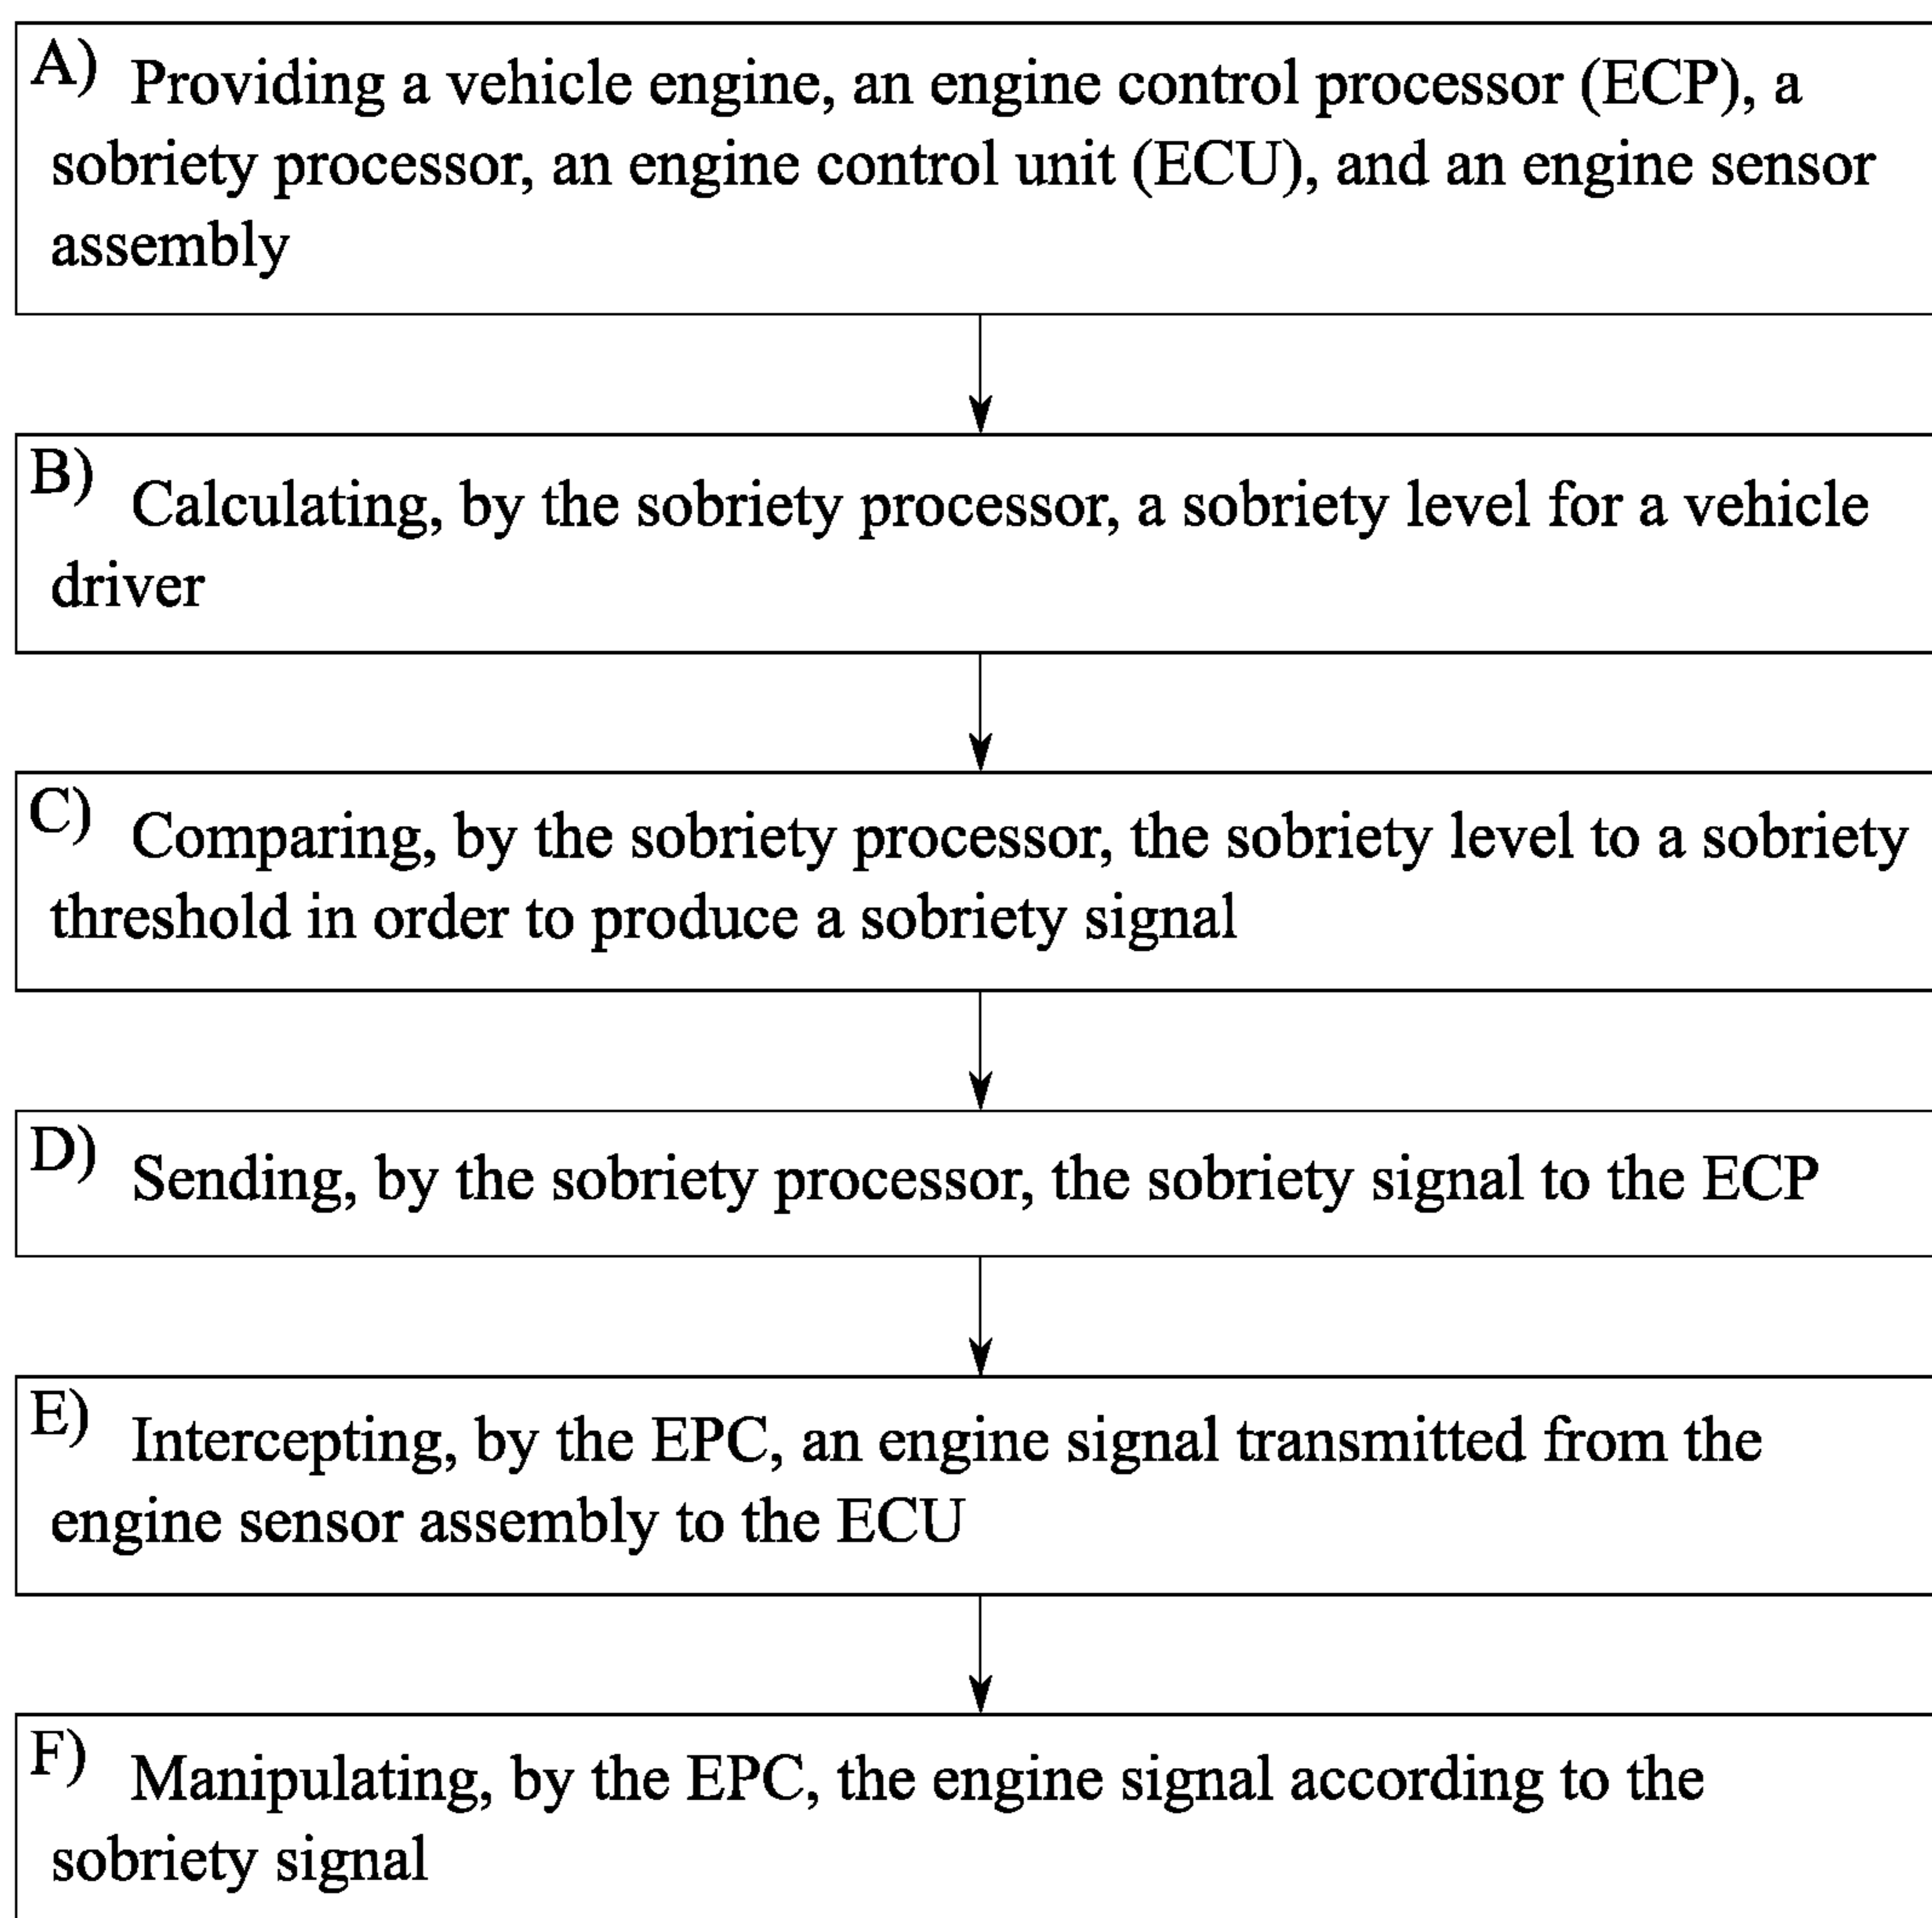 A) Providing a vehicle engine, an engine control processor (ECP), a
sobriety processor, an engine control unit (ECU), and an engine sensor
assembly
B) Calculating, by the sobriety processor, a sobriety level for a vehicle
driver
C) Comparing, by the sobriety processor, the sobriety level to a sobriety
threshold in order to produce a sobriety signal
D) Sending, by the sobriety processor, the sobriety signal to the ECP
E) Intercepting, by the EPC, an engine signal transmitted from the
engine sensor assembly to the ECU
F) Manipulating, by the EPC, the engine signal according to the
sobriety signal